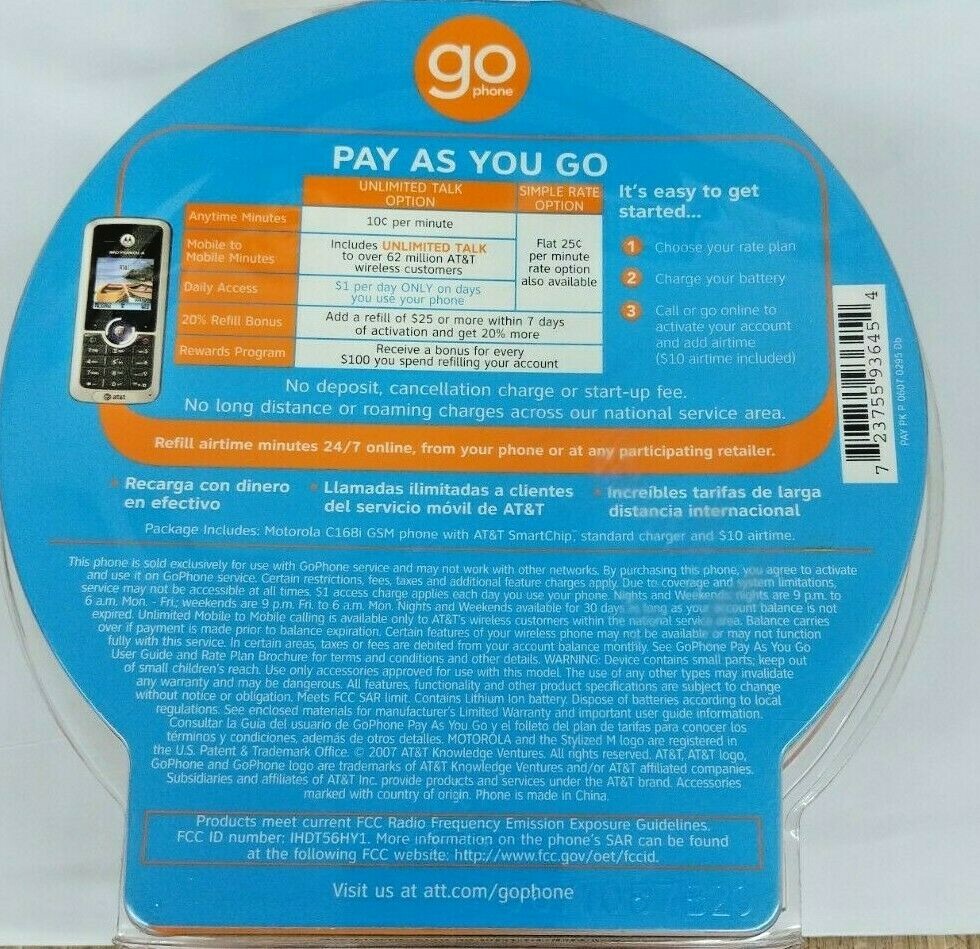 go
phone
PAY AS YOU GO
UNLIMITED TALK OPTION
SIMPLE RATE OPTION
Anytime Minutes
10¢ per minute
Mobile to
Mobile Minutes
Includes UNLIMITED TALK
to over 62 million AT&T
wireless customers
Flat 25¢
per minute
rate option
also available
Daily Access
$1 per day ONLY on days
you use your phone
20% Refill Bonus
Add a refill of $25 or more within 7 days
of activation and get 20% more
Rewards Program
Receive a bonus for every
$100 you spend refilling your account
It's easy to get
started...
1 Choose your rate plan
2 Charge your battery
3 Call or go online to
activate your account
and add airtime
($10 airtime included)
at&t
No deposit, cancellation charge or start-up fee.
No long distance or roaming charges across our national service area.
Refill airtime minutes 24/7 online, from your phone or at any participating retailer.
7 23755 93645 4
PAY PK P 0607 0295 0b
• Recarga con dinero
en efectivo
• Llamadas ilimitadas a clientes
del servicio móvil de AT&T
• Increíbles tarifas de larga
distancia internacional
Package Includes: Motorola C168i GSM phone with AT&T SmartChip, standard charger and $10 airtime.
This phone is sold exclusively for use with GoPhone service and may not work with other networks. By purchasing this phone, you agree to activate
and use it on GoPhone service. Certain restrictions, fees, taxes and additional feature charges apply. Due to coverage and system limitations,
service may not be accessible at all times. $1 access charge applies each day you use your phone. Nights and Weekends: nights are 9 p.m. to
6 a.m. Mon. - Fri.; weekends are 9 p.m. Fri. to 6 a.m. Mon. Nights and Weekends available for 30 days as long as your account balance is not
expired. Unlimited Mobile to Mobile calling is available only to AT&T's wireless customers within the national service area. Balance carries
over if payment is made prior to balance expiration. Certain features of your wireless phone may not be available or may not function
fully with this service. In certain areas, taxes or fees are debited from your account balance monthly. See GoPhone Pay As You Go
User Guide and Rate Plan Brochure for terms and conditions and other details. WARNING: Device contains small parts; keep out
of small children's reach. Use only accessories approved for use with this model. The use of any other types may invalidate
any warranty and may be dangerous. All features, functionality and other product specifications are subject to change
without notice or obligation. Meets FCC SAR limit. Contains Lithium Ion battery. Dispose of batteries according to local
regulations. See enclosed materials for manufacturer's Limited Warranty and important user guide information.
Consultar la Guía del usuario de GoPhone Pay As You Go y el folleto del plan de tarifas para conocer los
términos y condiciones, además de otros detalles. MOTOROLA and the Stylized M logo are registered in
the U.S. Patent & Trademark Office. © 2007 AT&T Knowledge Ventures. All rights reserved. AT&T, AT&T logo,
GoPhone and GoPhone logo are trademarks of AT&T Knowledge Ventures and/or AT&T affiliated companies.
Subsidiaries and affiliates of AT&T Inc. provide products and services under the AT&T brand. Accessories
marked with country of origin. Phone is made in China.
Products meet current FCC Radio Frequency Emission Exposure Guidelines.
FCC ID number: IHDT56HY1. More information on the phone's SAR can be found
at the following FCC website: http://www.fcc.gov/oet/fccid.
Visit us at att.com/gophone